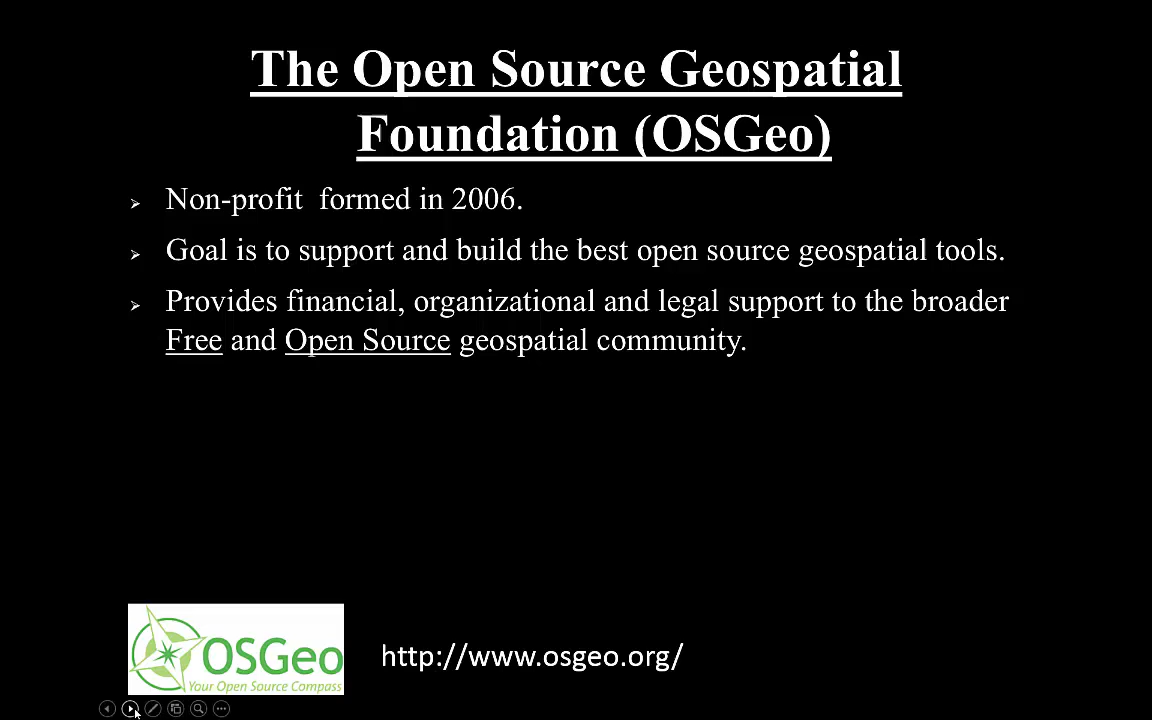 The Open Source Geospatial
Foundation (OSGeo)
Non-profit  formed in 2006.
Goal is to support and build the best open source geospatial tools.
Provides financial, organizational and legal support to the broader
Free and Open Source geospatial community.
OSGeo
Your Open Source Compass
http://www.osgeo.org/